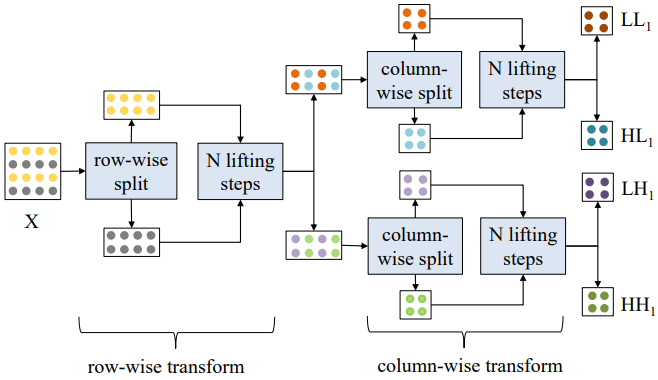 LL1
column-
wise split
N lifting
steps
HL1
row-wise
split
N lifting
steps
X
LH1
column-
wise split
N lifting
steps
HH1
row-wise transform
column-wise transform